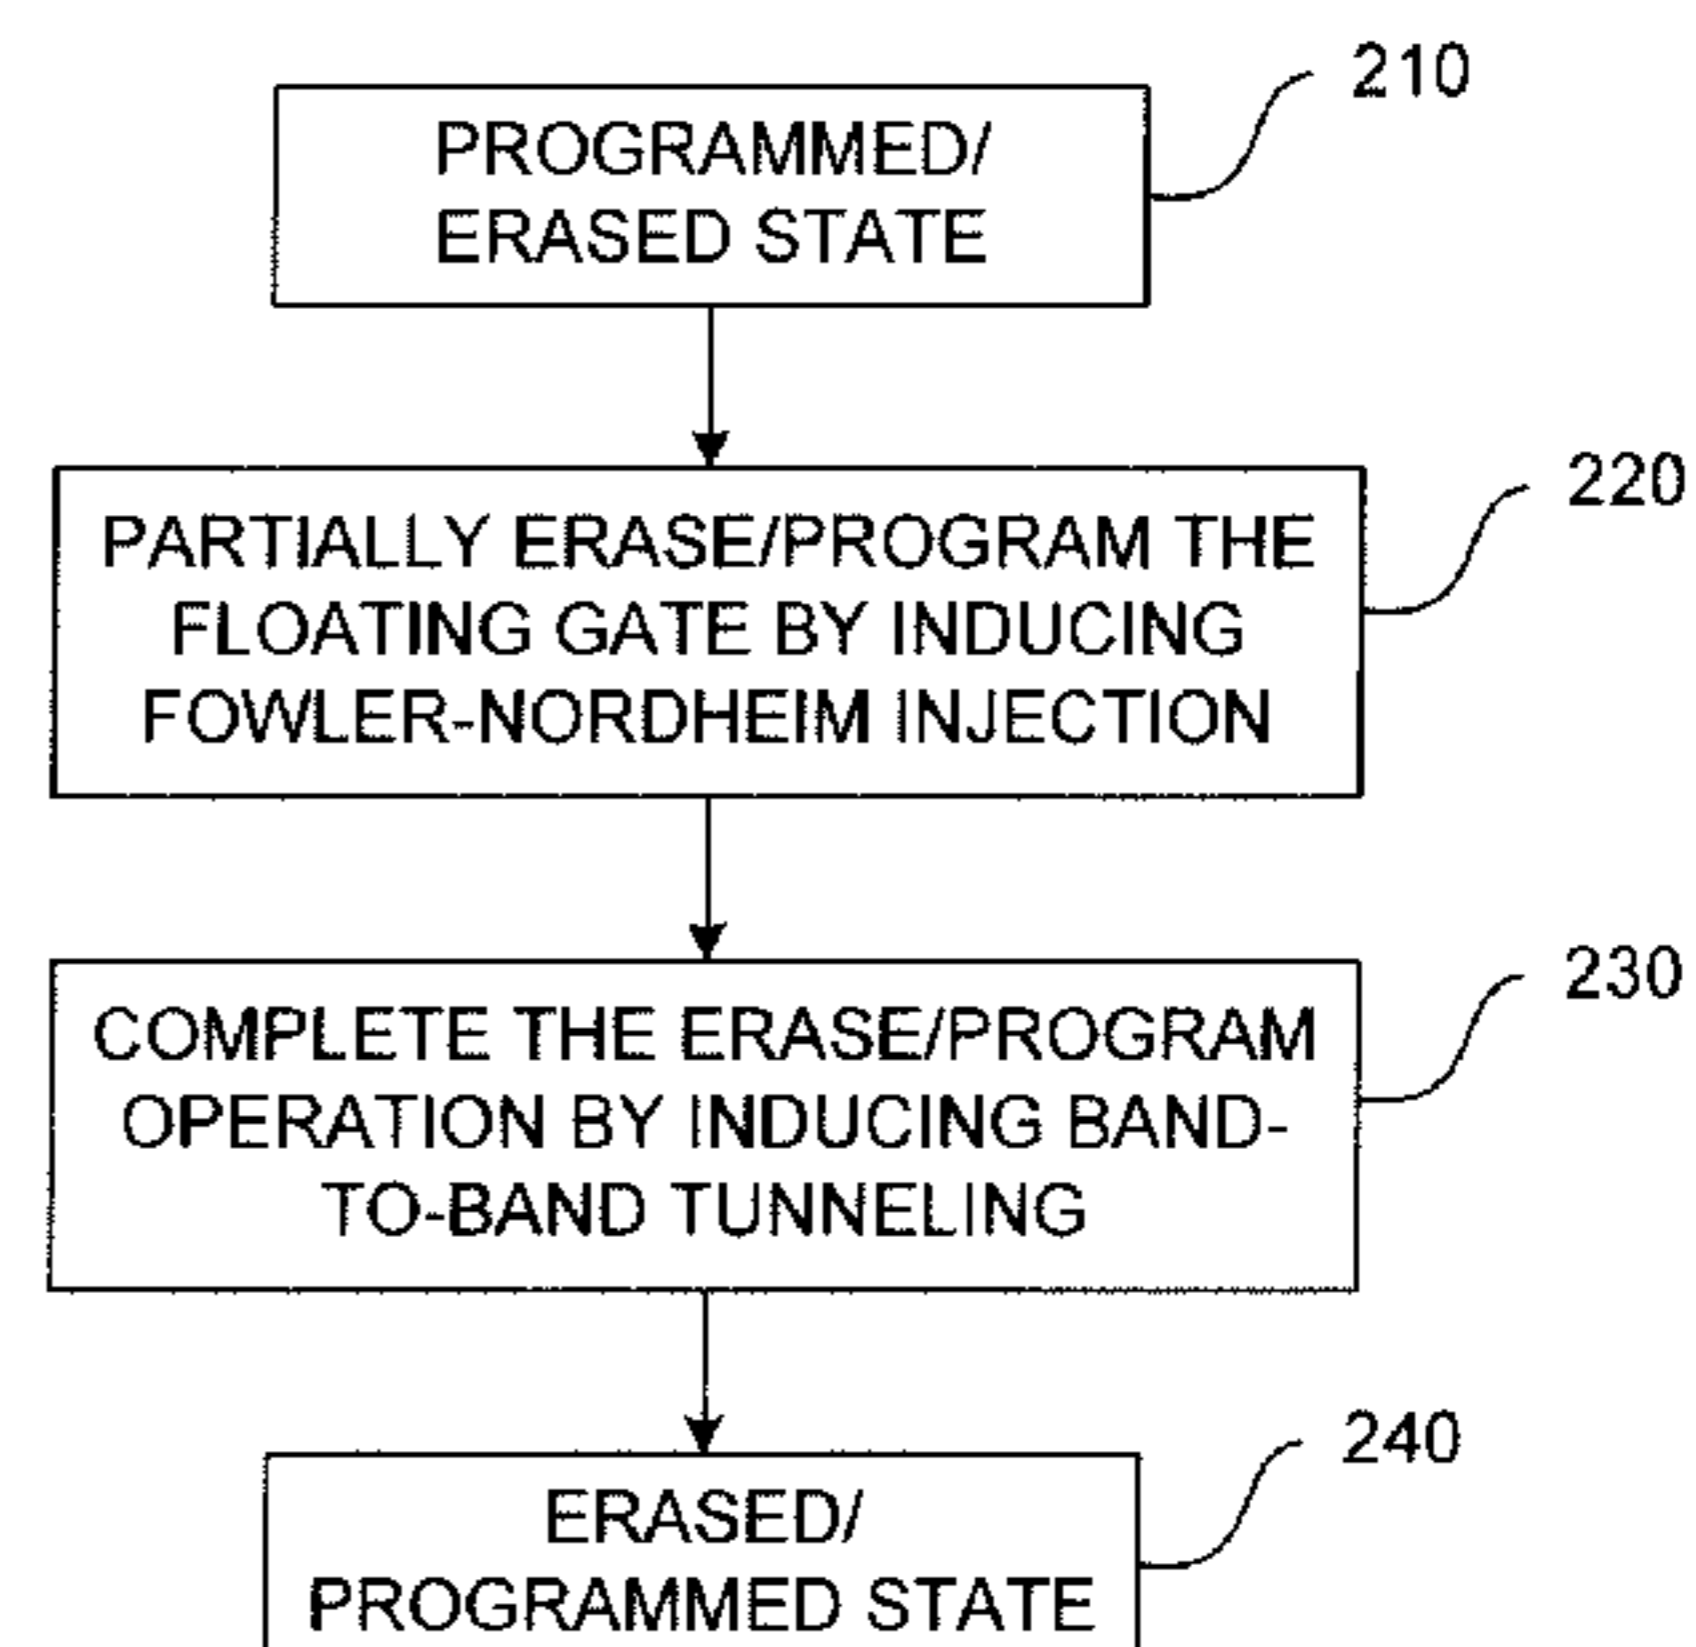 210
PROGRAMMED/
ERASED STATE
220
PARTIALLY ERASE/PROGRAM THE
FLOATING GATE BY INDUCING
FOWLER-NORDHEIM INJECTION
230
COMPLETE THE ERASE/PROGRAM
OPERATION BY INDUCING BAND-
TO-BAND TUNNELING
240
ERASED/
PROGRAMMED STATE